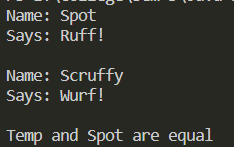 Name: Spot
Says: Ruff!
Name: Scruffy
Says: Wurf!
Temp and Spot are equal